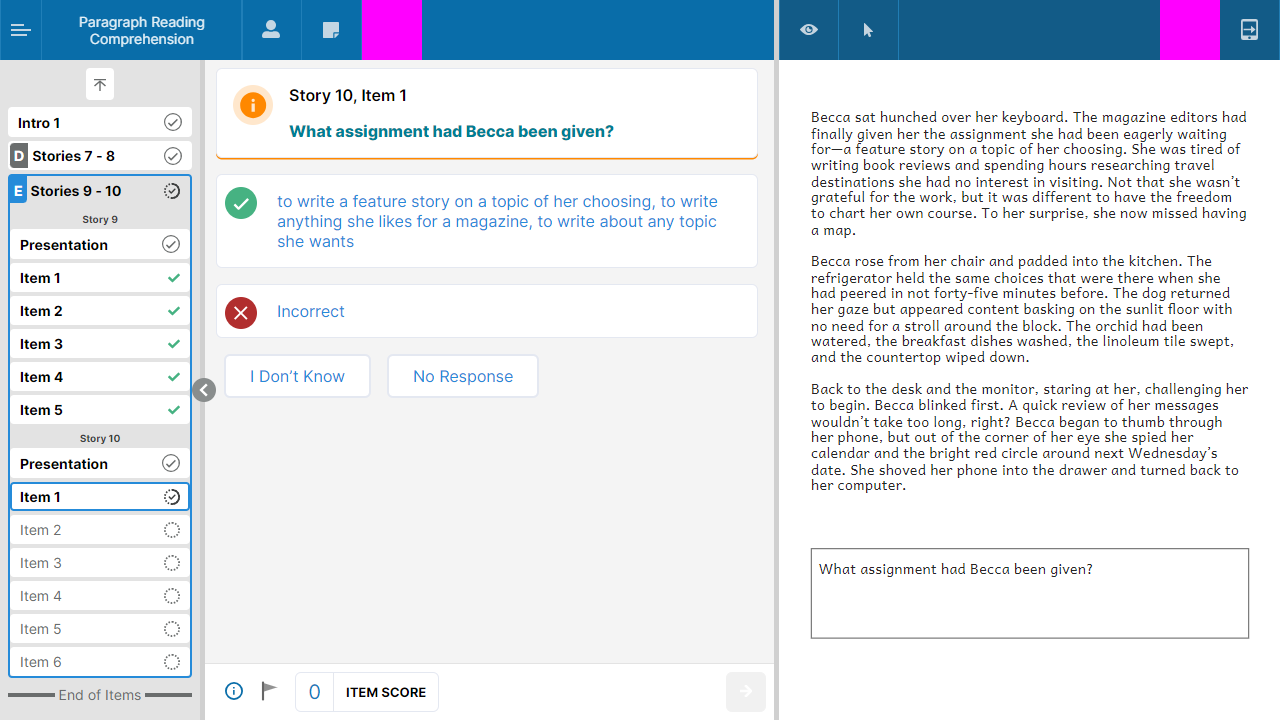 Paragraph Reading
Comprehension
Intro 1
D Stories 7 - 8
E Stories 9 - 10
Story 9
Presentation
Item 1
Item 2
Item 3
Item 4
Item 5
Story 10
Presentation
Item 1
Item 2
Item 3
Item 4
Item 5
Item 6
End of Items
Story 10, Item 1
What assignment had Becca been given?
to write a feature story on a topic of her choosing, to write
anything she likes for a magazine, to write about any topic
she wants
Incorrect
I Don’t Know
No Response
0 ITEM SCORE
Becca sat hunched over her keyboard. The magazine editors had
finally given her the assignment she had been eagerly waiting
for—a feature story on a topic of her choosing. She was tired of
writing book reviews and spending hours researching travel
destinations she had no interest in visiting. Not that she wasn’t
grateful for the work, but it was different to have the freedom
to chart her own course. To her surprise, she now missed having
a map.
Becca rose from her chair and padded into the kitchen. The
refrigerator held the same choices that were there when she
had peered in not forty-five minutes before. The dog returned
her gaze but appeared content basking on the sunlit floor with
no need for a stroll around the block. The orchid had been
watered, the breakfast dishes washed, the linoleum tile swept,
and the countertop wiped down.
Back to the desk and the monitor, staring at her, challenging her
to begin. Becca blinked first. A quick review of her messages
wouldn’t take too long, right? Becca began to thumb through
her phone, but out of the corner of her eye she spied her
calendar and the bright red circle around next Wednesday’s
date. She shoved her phone into the drawer and turned back to
her computer.
What assignment had Becca been given?